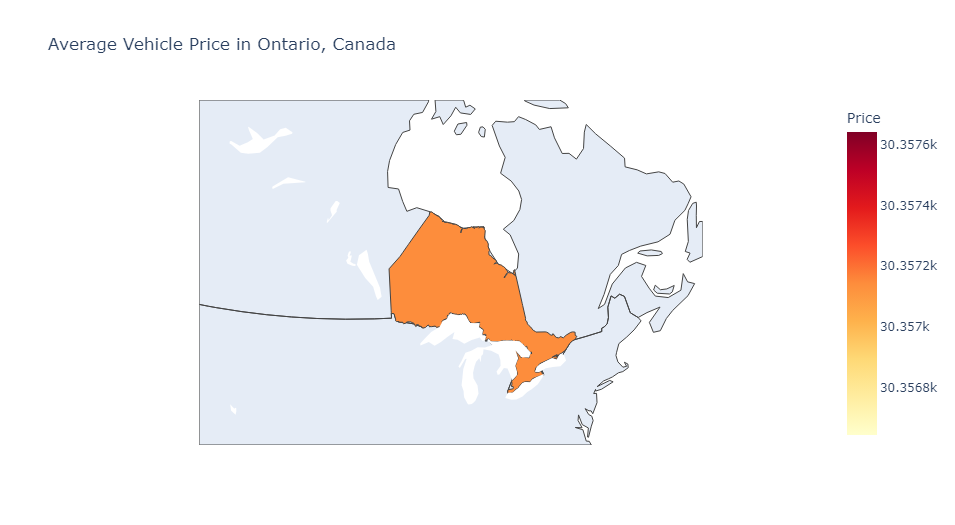 Average Vehicle Price in Ontario, Canada
Price
30.3576k
30.3574k
30.3572k
30.357k
30.3568k